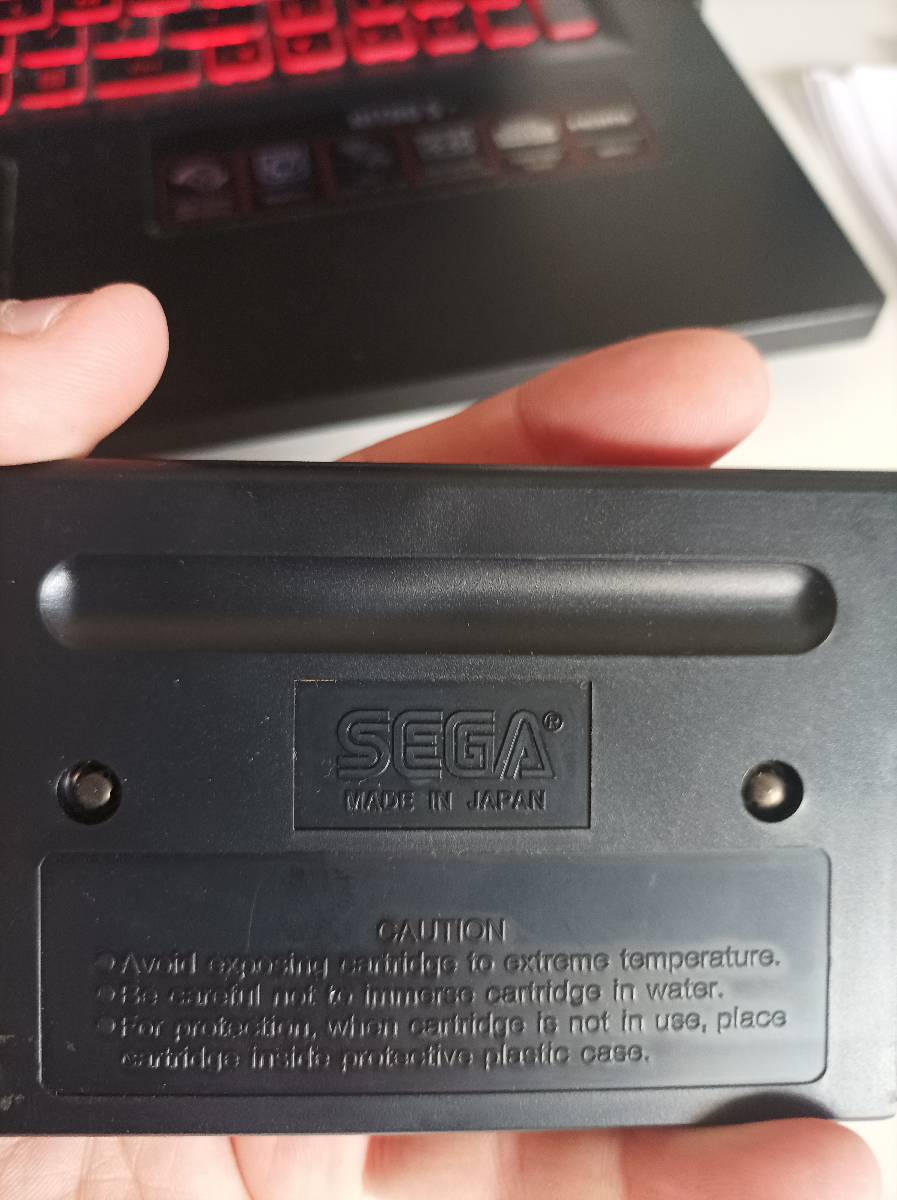 SEGA®
MADE IN JAPAN
CAUTION
●Avoid exposing cartridge to extreme temperature.
●Be careful not to immerse cartridge in water.
●For protection, when cartridge is not in use, place
cartridge inside protective plastic case.